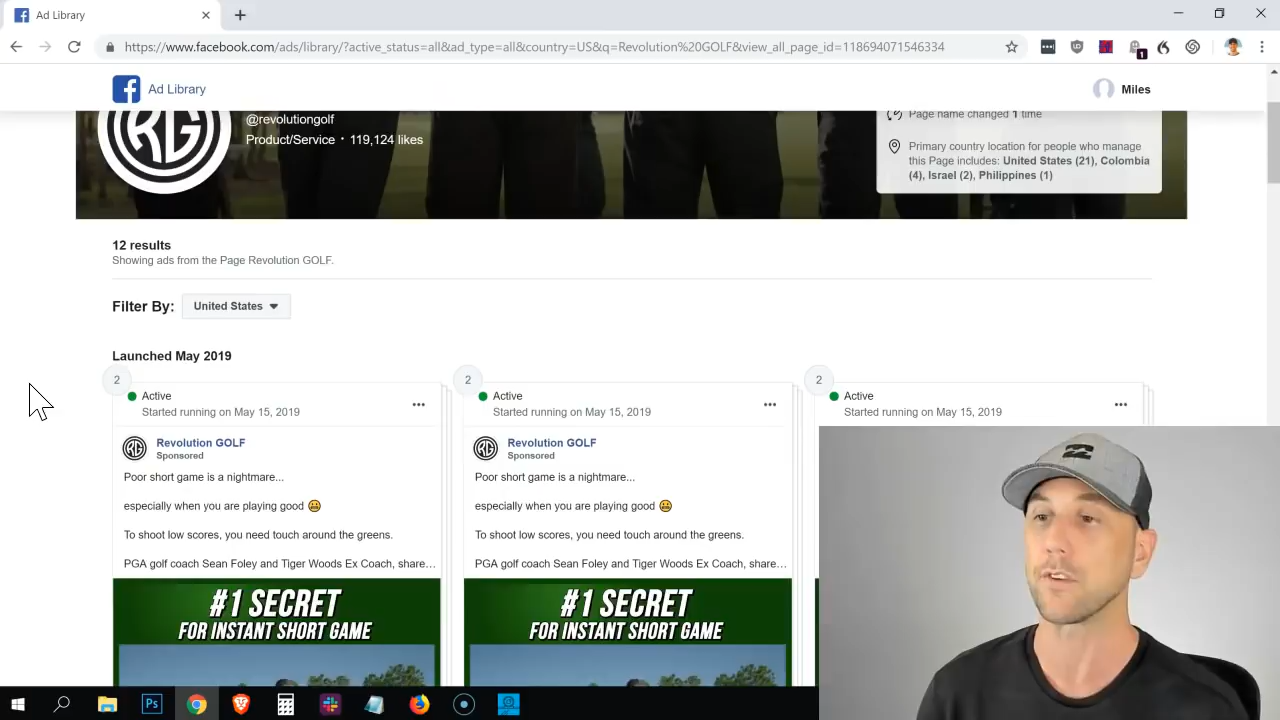 Ad Library
https://www.facebook.com/ads/library/?active_status=all&ad_type=all&country=US&q=Revolution%20GOLF&view_all_page_id=118694071546334
1
Ad Library
Miles
RG
@revolutiongolf
Product/Service · 119,124 likes
Page name changed 1 time
Primary country location for people who manage
this Page includes: United States (21), Colombia
(4), Israel (2), Philippines (1)
12 results
Showing ads from the Page Revolution GOLF.
Filter By:
United States
Launched May 2019
2
Active
Started running on May 15, 2019
Revolution GOLF
Sponsored
Poor short game is a nightmare...
especially when you are playing good 😀
To shoot low scores, you need touch around the greens.
PGA golf coach Sean Foley and Tiger Woods Ex Coach, share...
#1 SECRET
FOR INSTANT SHORT GAME
2
Active
Started running on May 15, 2019
Revolution GOLF
Sponsored
Poor short game is a nightmare...
especially when you are playing good 😀
To shoot low scores, you need touch around the greens.
PGA golf coach Sean Foley and Tiger Woods Ex Coach, share...
#1 SECRET
FOR INSTANT SHORT GAME
2
Active
Started running on May 15, 2019
Ps